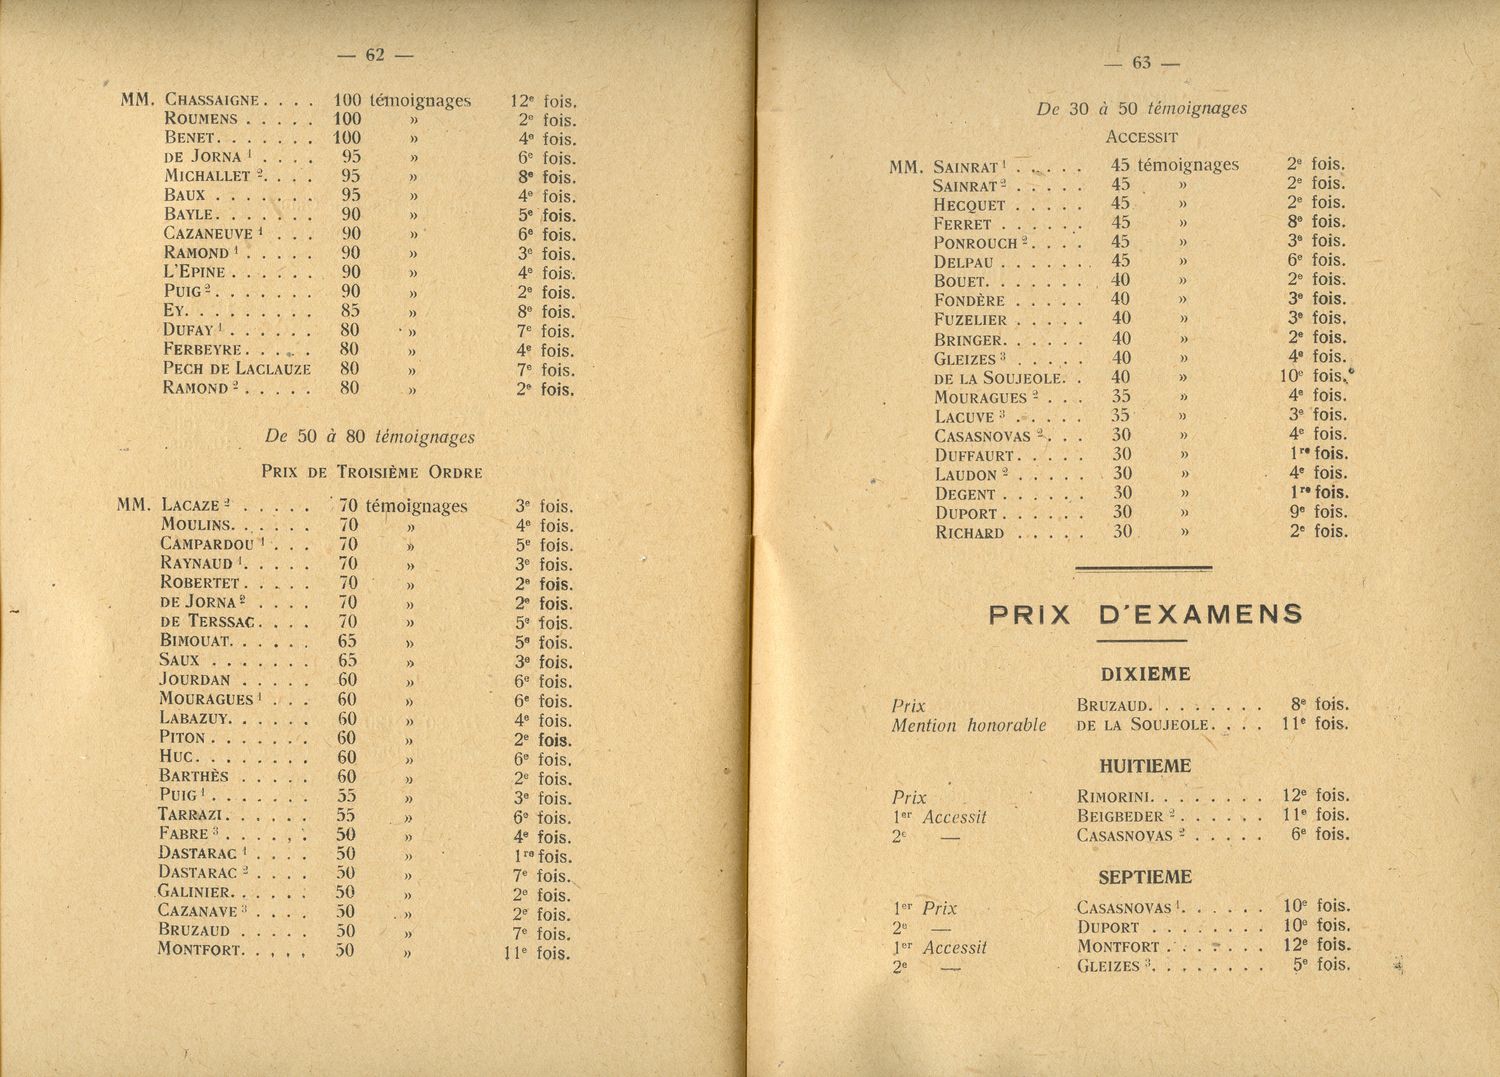 — 62 —
MM. CHASSAIGNE . . . . 100 témoignages 12e fois.
ROUMENS . . . . . 100 » 2e fois.
BENET. . . . . . . 100 » 4e fois.
DE JORNA 1 . . . . 95 » 6e fois.
MICHALLET 2. . . . 95 » 8e fois.
BAUX . . . . . . . 95 » 4e fois.
BAYLE. . . . . . . 90 » 5e fois.
CAZANEUVE 1 . . . 90 » 6e fois.
RAMOND 1 . . . . . 90 » 3e fois.
L'EPINE . . . . . . 90 » 4e fois.
PUIG 2. . . . . . . 90 » 2e fois.
EY. . . . . . . . . 85 » 8e fois.
DUFAY 1 . . . . . . 80 » 7e fois.
FERBEYRE. . . . . 80 » 4e fois.
PECH DE LACLAUZE 80 » 7e fois.
RAMOND 2 . . . . . 80 » 2e fois.
De 50 à 80 témoignages
PRIX DE TROISIÈME ORDRE
MM. LACAZE 2 . . . . . 70 témoignages 3e fois.
MOULINS. . . . . . 70 » 4e fois.
CAMPARDOU 1 . . . 70 » 5e fois.
RAYNAUD 1. . . . . 70 » 3e fois.
ROBERTET. . . . . 70 » 2e fois.
DE JORNA 2 . . . . 70 » 2e fois.
DE TERSSAC. . . . 70 » 5e fois.
BIMOUAT. . . . . . 65 » 5e fois.
SAUX . . . . . . . 65 » 3e fois.
JOURDAN . . . . . 60 » 6e fois.
MOURAGUES 1 . . . 60 » 6e fois.
LABAZUY. . . . . . 60 » 4e fois.
PITON . . . . . . . 60 » 2e fois.
HUC. . . . . . . . 60 » 6e fois.
BARTHÈS . . . . . 60 » 2e fois.
PUIG 1 . . . . . . . 55 » 3e fois.
TARRAZI. . . . . . 55 » 6e fois.
FABRE 3 . . . . . . 50 » 4e fois.
DASTARAC 1 . . . . 50 » 1re fois.
DASTARAC 2 . . . . 50 » 7e fois.
GALINIER. . . . . . 50 » 2e fois.
CAZANAVE 3 . . . . 50 » 2e fois.
BRUZAUD . . . . . 50 » 7e fois.
MONTFORT. . . . . 50 » 11e fois.
— 63 —
De 30 à 50 témoignages
ACCESSIT
MM. SAINRAT 1 . . . . . 45 témoignages 2e fois.
SAINRAT 2 . . . . . 45 » 2e fois.
HECQUET . . . . . 45 » 2e fois.
FERRET . . . . . . 45 » 8e fois.
PONROUCH 2. . . . 45 » 3e fois.
DELPAU . . . . . . 45 » 6e fois.
BOUET. . . . . . . 40 » 2e fois.
FONDÈRE . . . . . 40 » 3e fois.
FUZELIER . . . . . 40 » 3e fois.
BRINGER. . . . . . 40 » 2e fois.
GLEIZES 3 . . . . . 40 » 4e fois.
DE LA SOUJEOLE. . 40 » 10e fois.
MOURAGUES 2 . . . 35 » 4e fois.
LACUVE 3 . . . . . 35 » 3e fois.
CASASNOVAS 2. . . 30 » 4e fois.
DUFFAURT. . . . . 30 » 1re fois.
LAUDON 2 . . . . . 30 » 4e fois.
DEGENT . . . . . . 30 » 1re fois.
DUPORT . . . . . . 30 » 9e fois.
RICHARD . . . . . 30 » 2e fois.
PRIX D'EXAMENS
DIXIEME
Prix BRUZAUD. . . . . . . . 8e fois.
Mention honorable DE LA SOUJEOLE. . . . 11e fois.
HUITIEME
Prix RIMORINI. . . . . . . . 12e fois.
1er Accessit BEIGBEDER 2 . . . . . . 11e fois.
2e — CASASNOVAS 2 . . . . . 6e fois.
SEPTIEME
1er Prix CASASNOVAS 1. . . . . . 10e fois.
2e — DUPORT . . . . . . . . 10e fois.
1er Accessit MONTFORT . . . . . . . 12e fois.
2e — GLEIZES 3. . . . . . . . 5e fois.